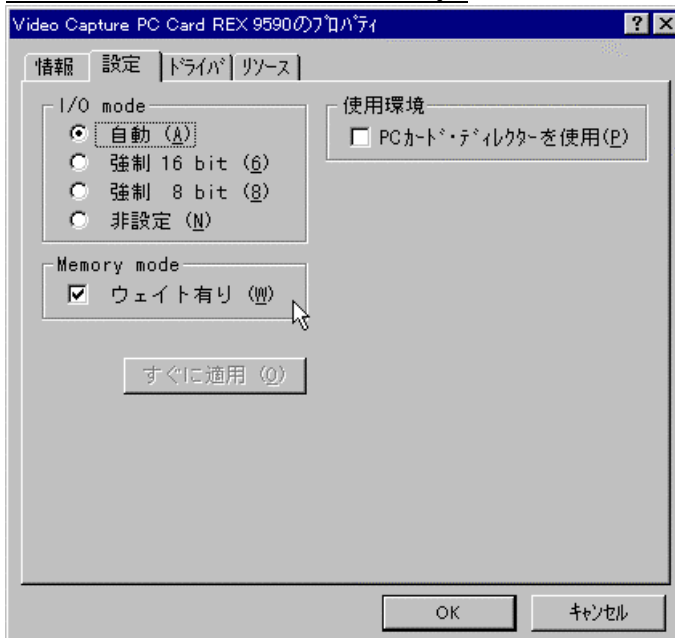 Video Capture PC Card REX 9590のﾌﾟﾛﾊﾟﾃｨ
情報 設定 ﾄﾞﾗｲﾊﾞ ﾘｿｰｽ
I/O mode
自動 (A)
強制 16 bit (6)
強制 8 bit (8)
非設定 (N)
Memory mode
ウェイト有り (W)
すぐに適用 (O)
使用環境
PCｶｰﾄﾞ･ﾃﾞｨﾚｸﾀｰを使用(P)
OK ｷｬﾝｾﾙ